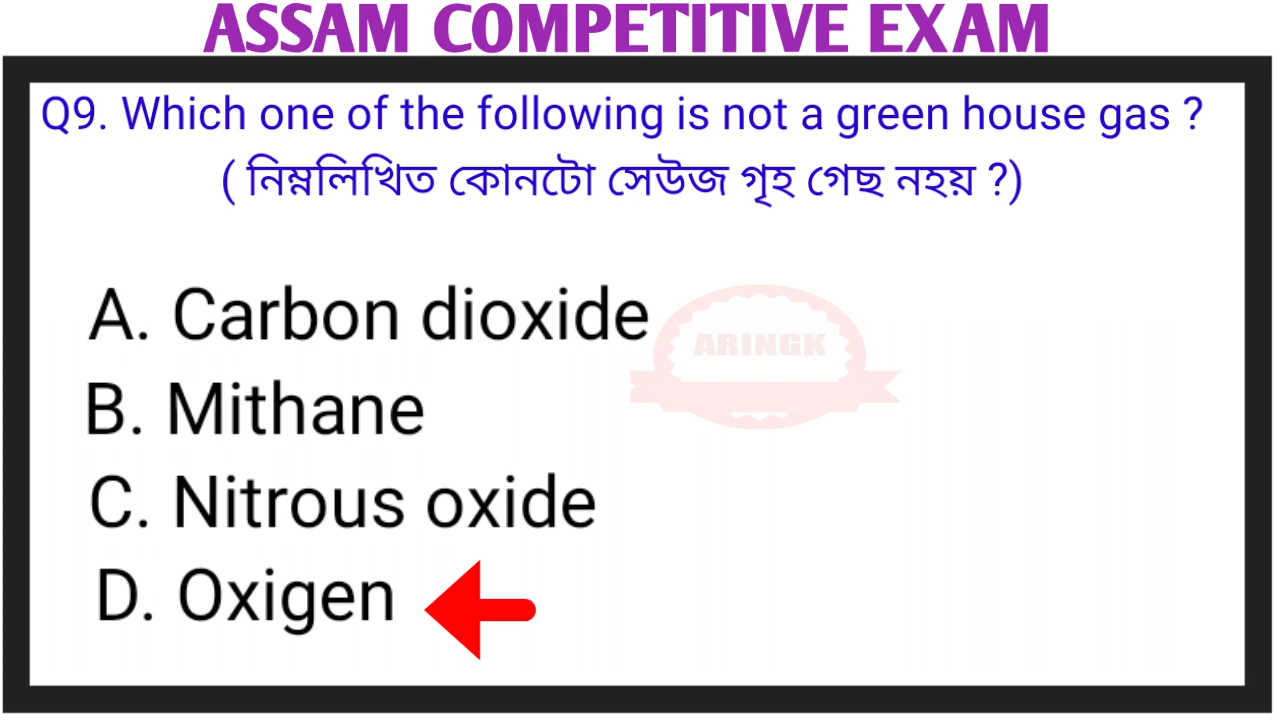 ASSAM COMPETITIVE EXAM
Q9. Which one of the following is not a green house gas ?
( নিম্নলিখিত কোনটো সেউজ গৃহ গেছ নহয় ?)
A. Carbon dioxide
ARINGK
B. Mithane
C. Nitrous oxide
D. Oxigen